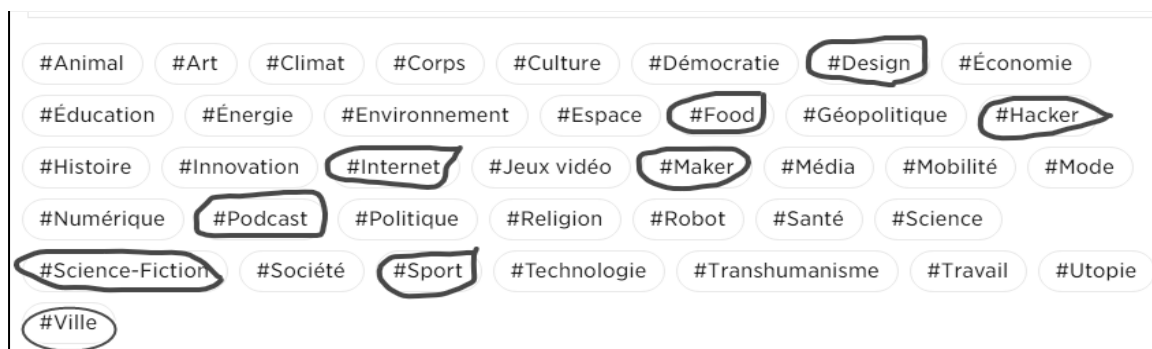 #Animal #Art #Climat #Corps #Culture #Démocratie #Design #Économie
#Éducation #Énergie #Environnement #Espace #Food #Géopolitique #Hacker
#Histoire #Innovation #Internet #Jeux vidéo #Maker #Média #Mobilité #Mode
#Numérique #Podcast #Politique #Religion #Robot #Santé #Science
#Science-Fiction #Société #Sport #Technologie #Transhumanisme #Travail #Utopie
#Ville